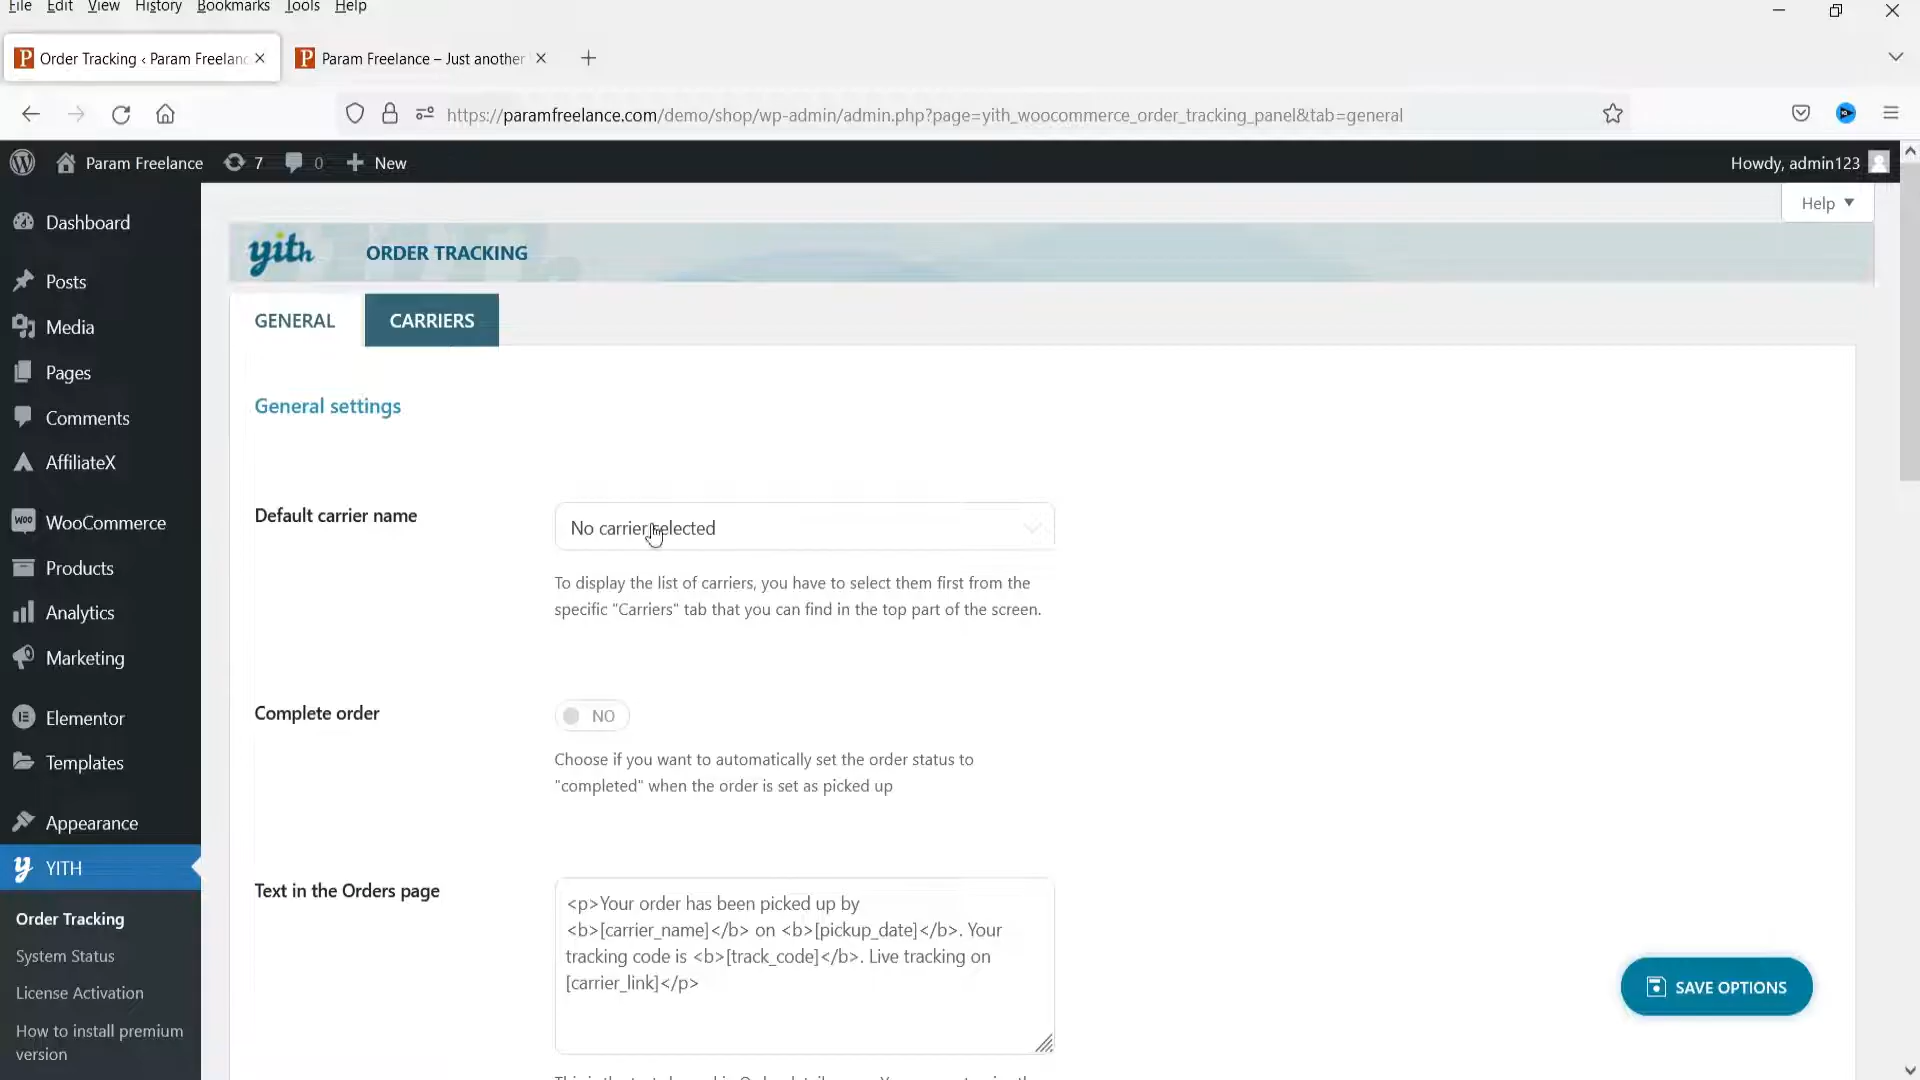 File Edit View History Bookmarks Tools Help
Order Tracking ‹ Param Freelanc
Param Freelance – Just another
https://paramfreelance.com/demo/shop/wp-admin/admin.php?page=yith_woocommerce_order_tracking_panel&tab=general
Param Freelance 7 0 New
Howdy, admin123
Help
Dashboard
Posts
Media
Pages
Comments
AffiliateX
WooCommerce
Products
Analytics
Marketing
Elementor
Templates
Appearance
YITH
Order Tracking
System Status
License Activation
How to install premium
version
yith
ORDER TRACKING
GENERAL
CARRIERS
General settings
Default carrier name
No carrier selected
To display the list of carriers, you have to select them first from the
specific "Carriers" tab that you can find in the top part of the screen.
Complete order
NO
Choose if you want to automatically set the order status to
"completed" when the order is set as picked up
Text in the Orders page
<p>Your order has been picked up by
<b>[carrier_name]</b> on <b>[pickup_date]</b>. Your
tracking code is <b>[track_code]</b>. Live tracking on
[carrier_link]</p>
SAVE OPTIONS